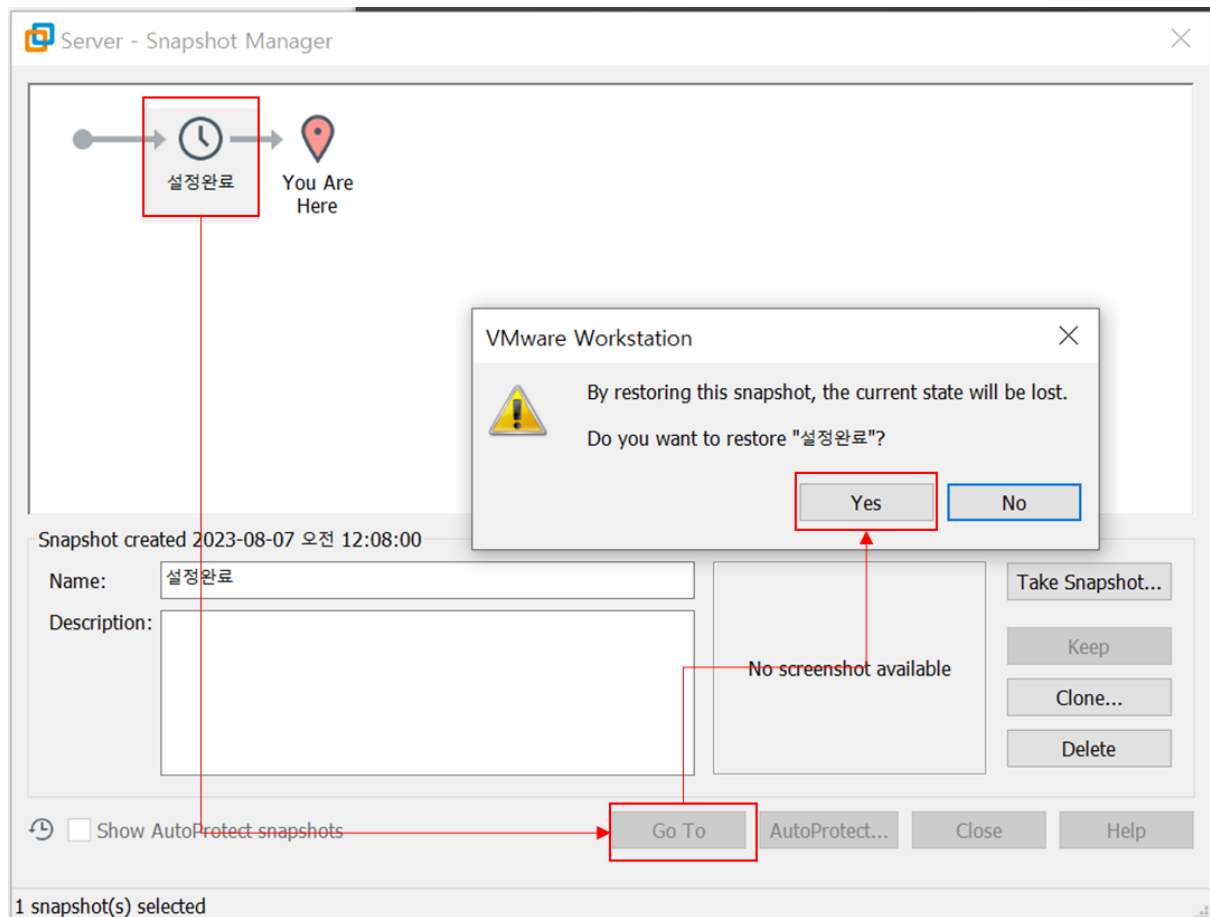 Server - Snapshot Manager
설정완료
You Are
Here
VMware Workstation
By restoring this snapshot, the current state will be lost.
Do you want to restore "설정완료"?
Yes
No
Snapshot created 2023-08-07 오전 12:08:00
Name:
설정완료
Description:
No screenshot available
Take Snapshot...
Keep
Clone...
Delete
Show AutoProtect snapshots
Go To
AutoProtect...
Close
Help
1 snapshot(s) selected